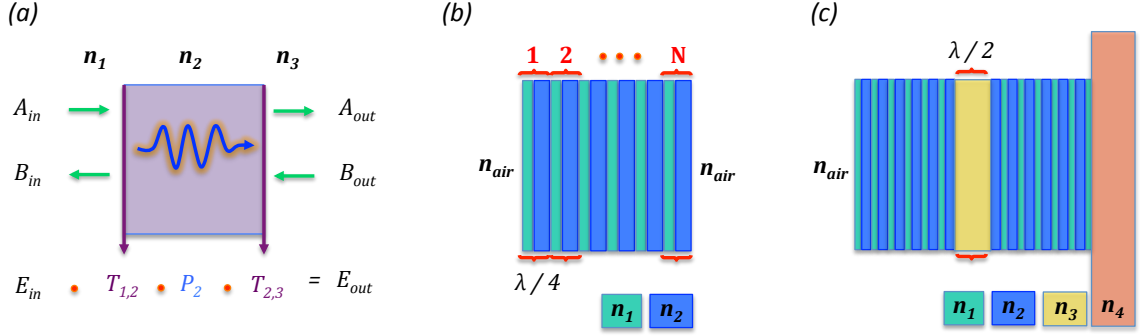 (a)
n1 n2 n3
Ain Aout
Bin Bout
Ein • T1,2 • P2 • T2,3 = Eout
(b)
1 2 • • • N
nair nair
λ / 4
n1 n2
(c)
λ / 2
nair
n1 n2 n3 n4